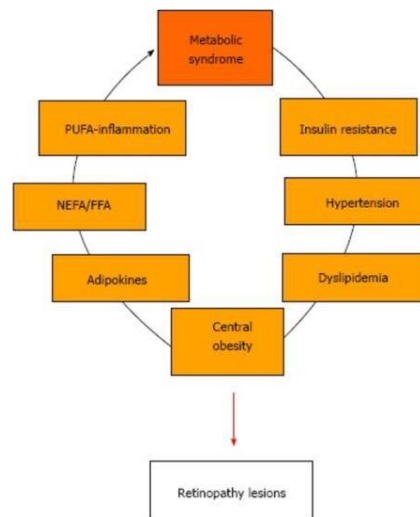 Metabolic
syndrome
PUFA-inflammation
Insulin resistance
NEFA/FFA
Hypertension
Adipokines
Dyslipidemia
Central
obesity
Retinopathy lesions